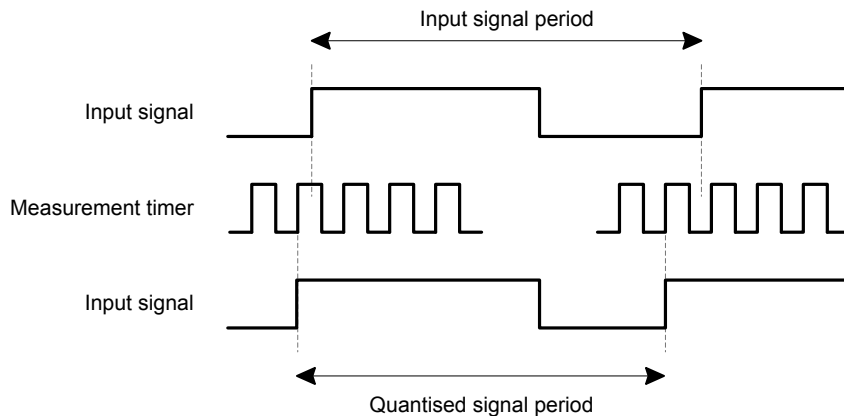 Input signal period
Input signal
Measurement timer
Input signal
Quantised signal period